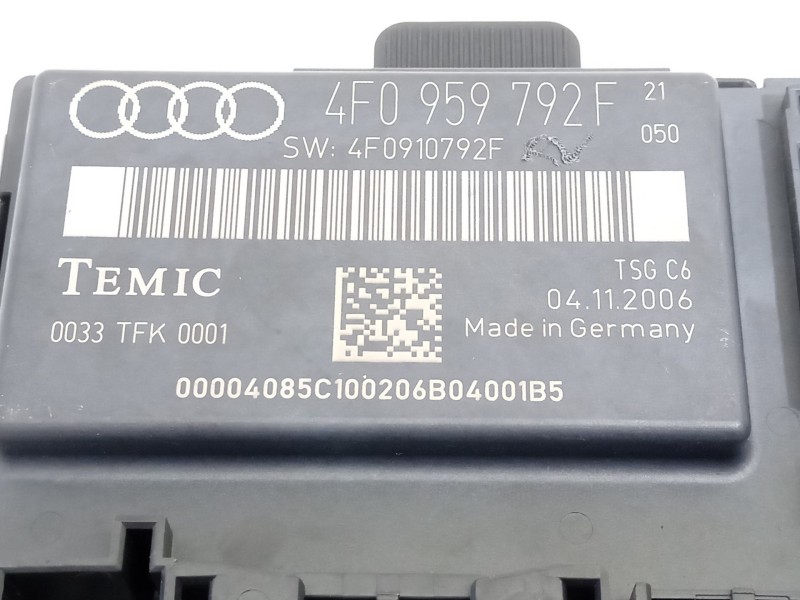 4F0 959 792F 21
SW: 4F0910792F 050
TEMIC TSG C6
04.11.2006
0033 TFK 0001 Made in Germany
00004085C100206B04001B5